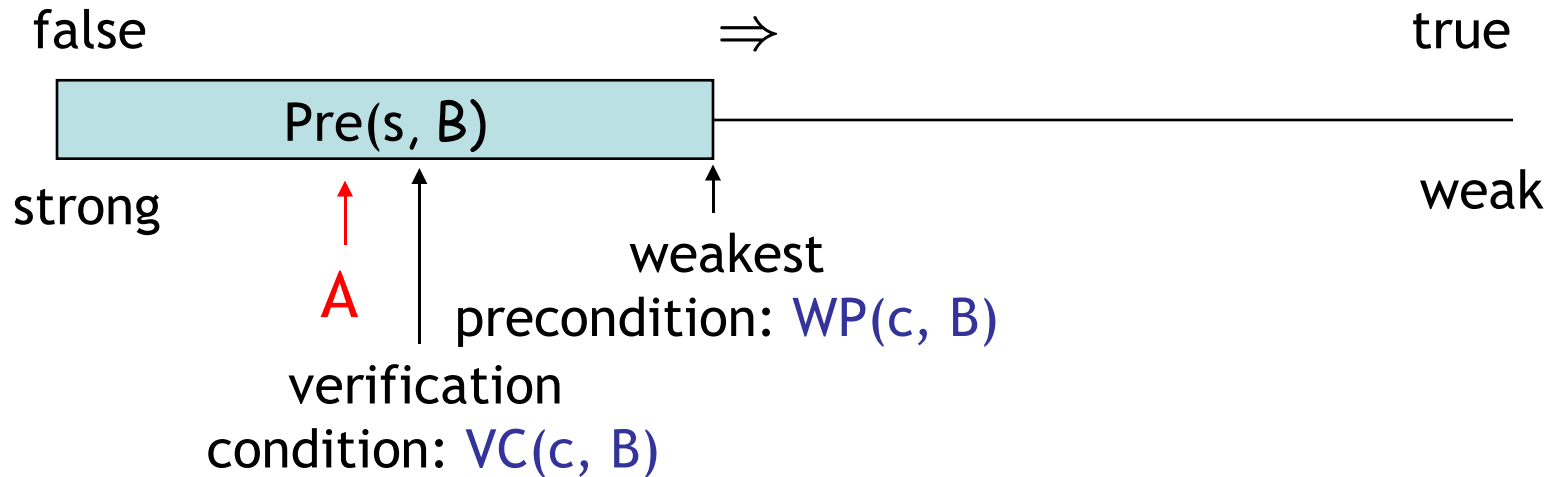 false ⇒ true
Pre(s, B)
strong weak
A
weakest
precondition: WP(c, B)
verification
condition: VC(c, B)